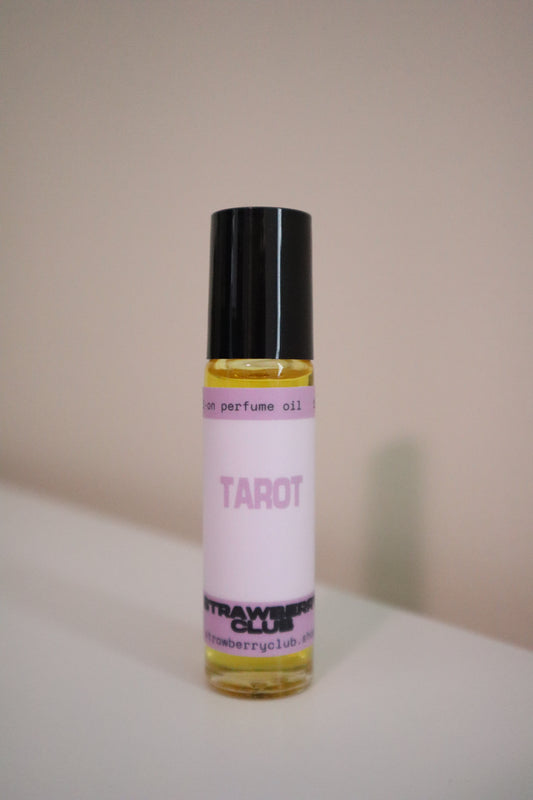 -on perfume oil
TAROT
STRAWBERRY
CLUB
strawberryclub.sho